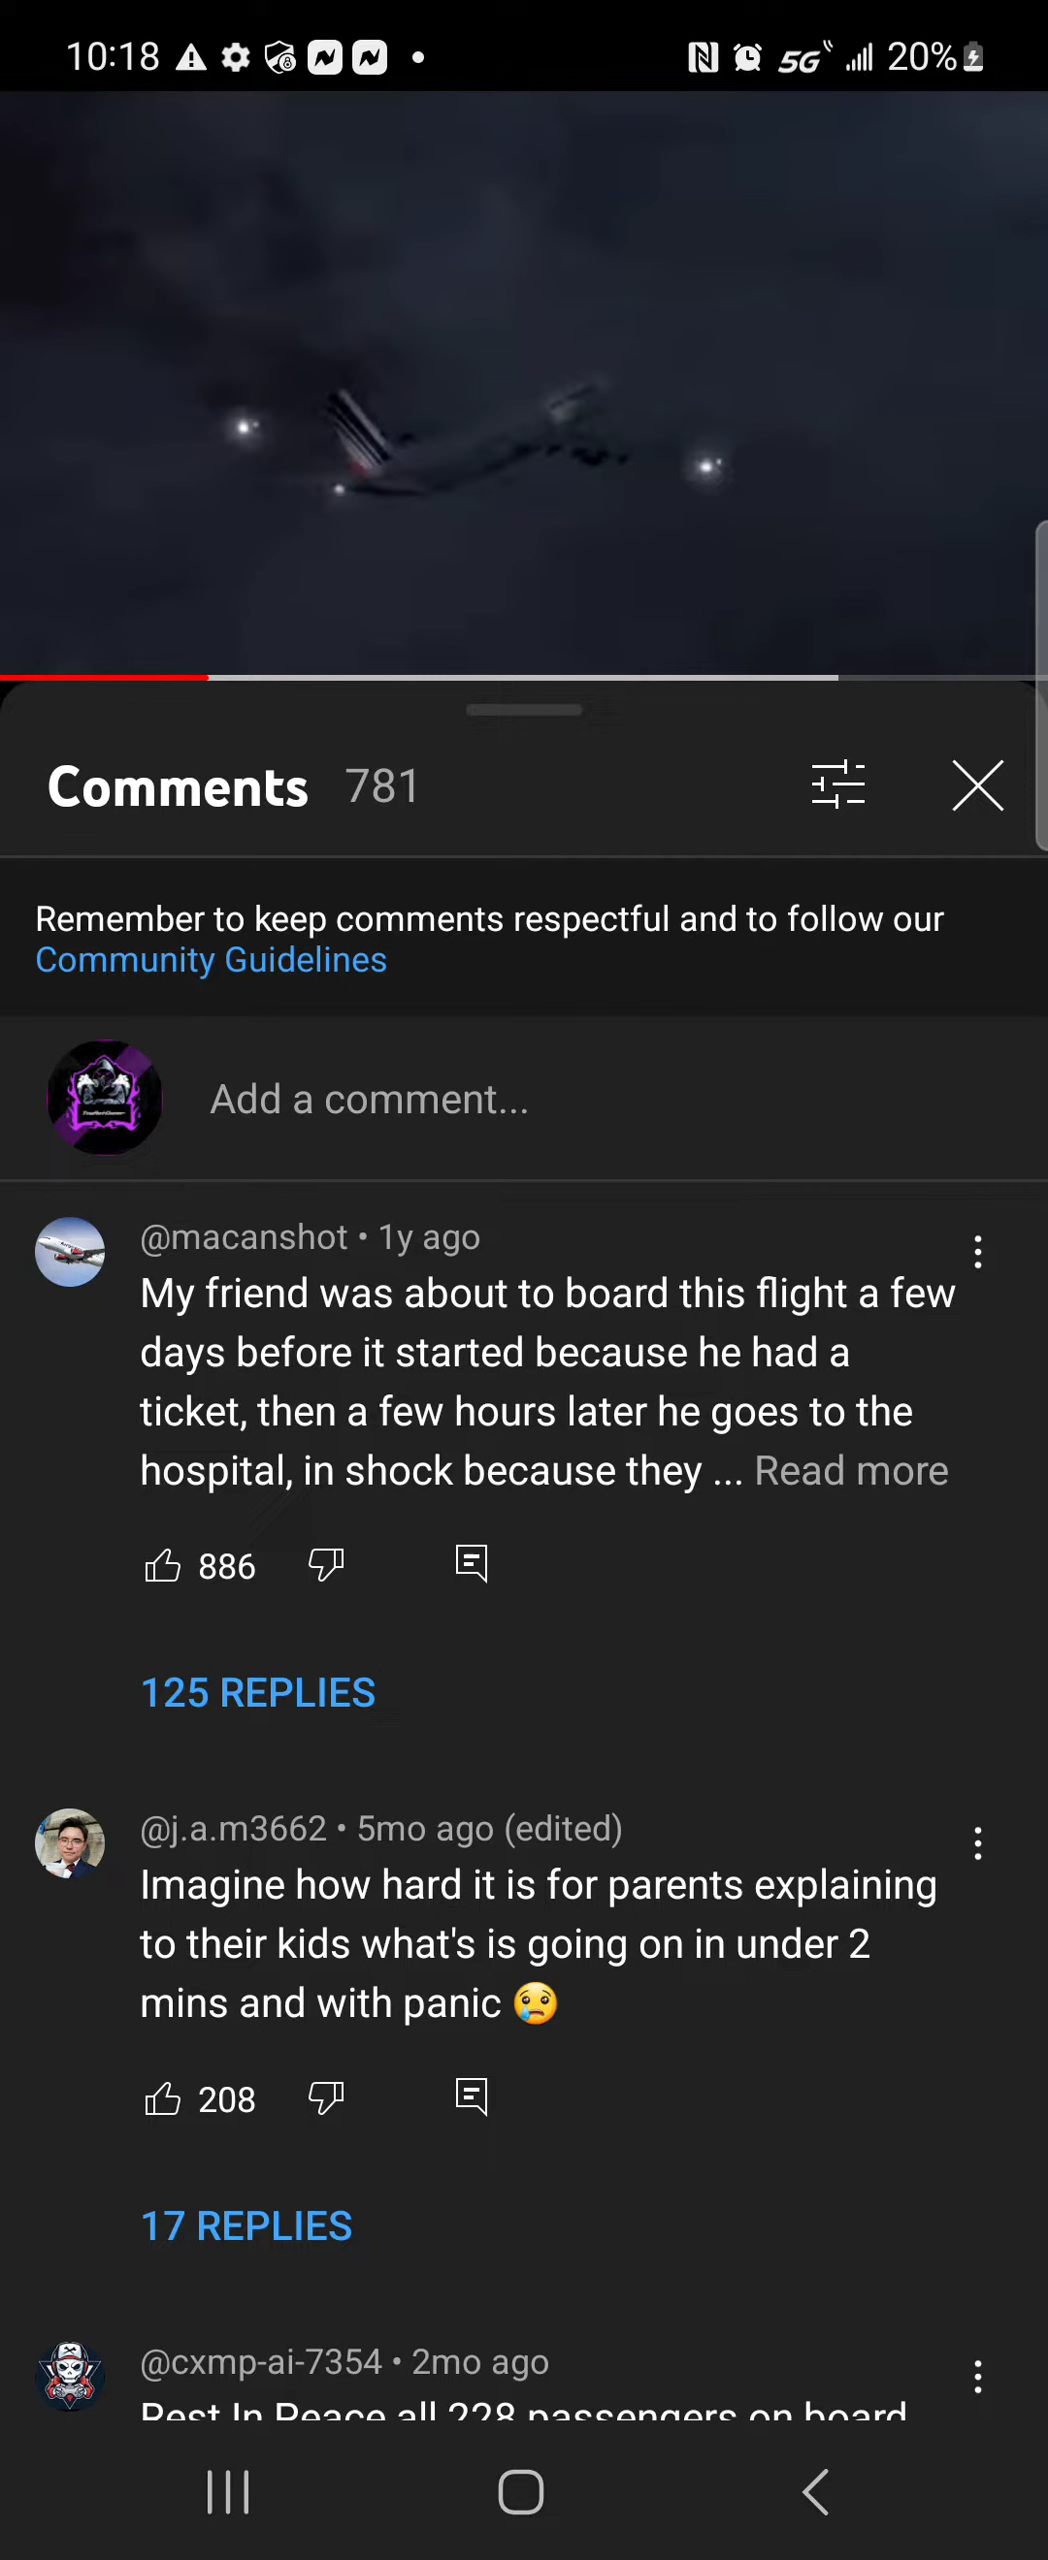 10:18
5G 20%
Comments 781
Remember to keep comments respectful and to follow our
Community Guidelines
Add a comment...
@macanshot • 1y ago
My friend was about to board this flight a few
days before it started because he had a
ticket, then a few hours later he goes to the
hospital, in shock because they ... Read more
886
125 REPLIES
@j.a.m3662 • 5mo ago (edited)
Imagine how hard it is for parents explaining
to their kids what's is going on in under 2
mins and with panic 😢
208
17 REPLIES
@cxmp-ai-7354 • 2mo ago
Rest In Peace all 228 passengers on board